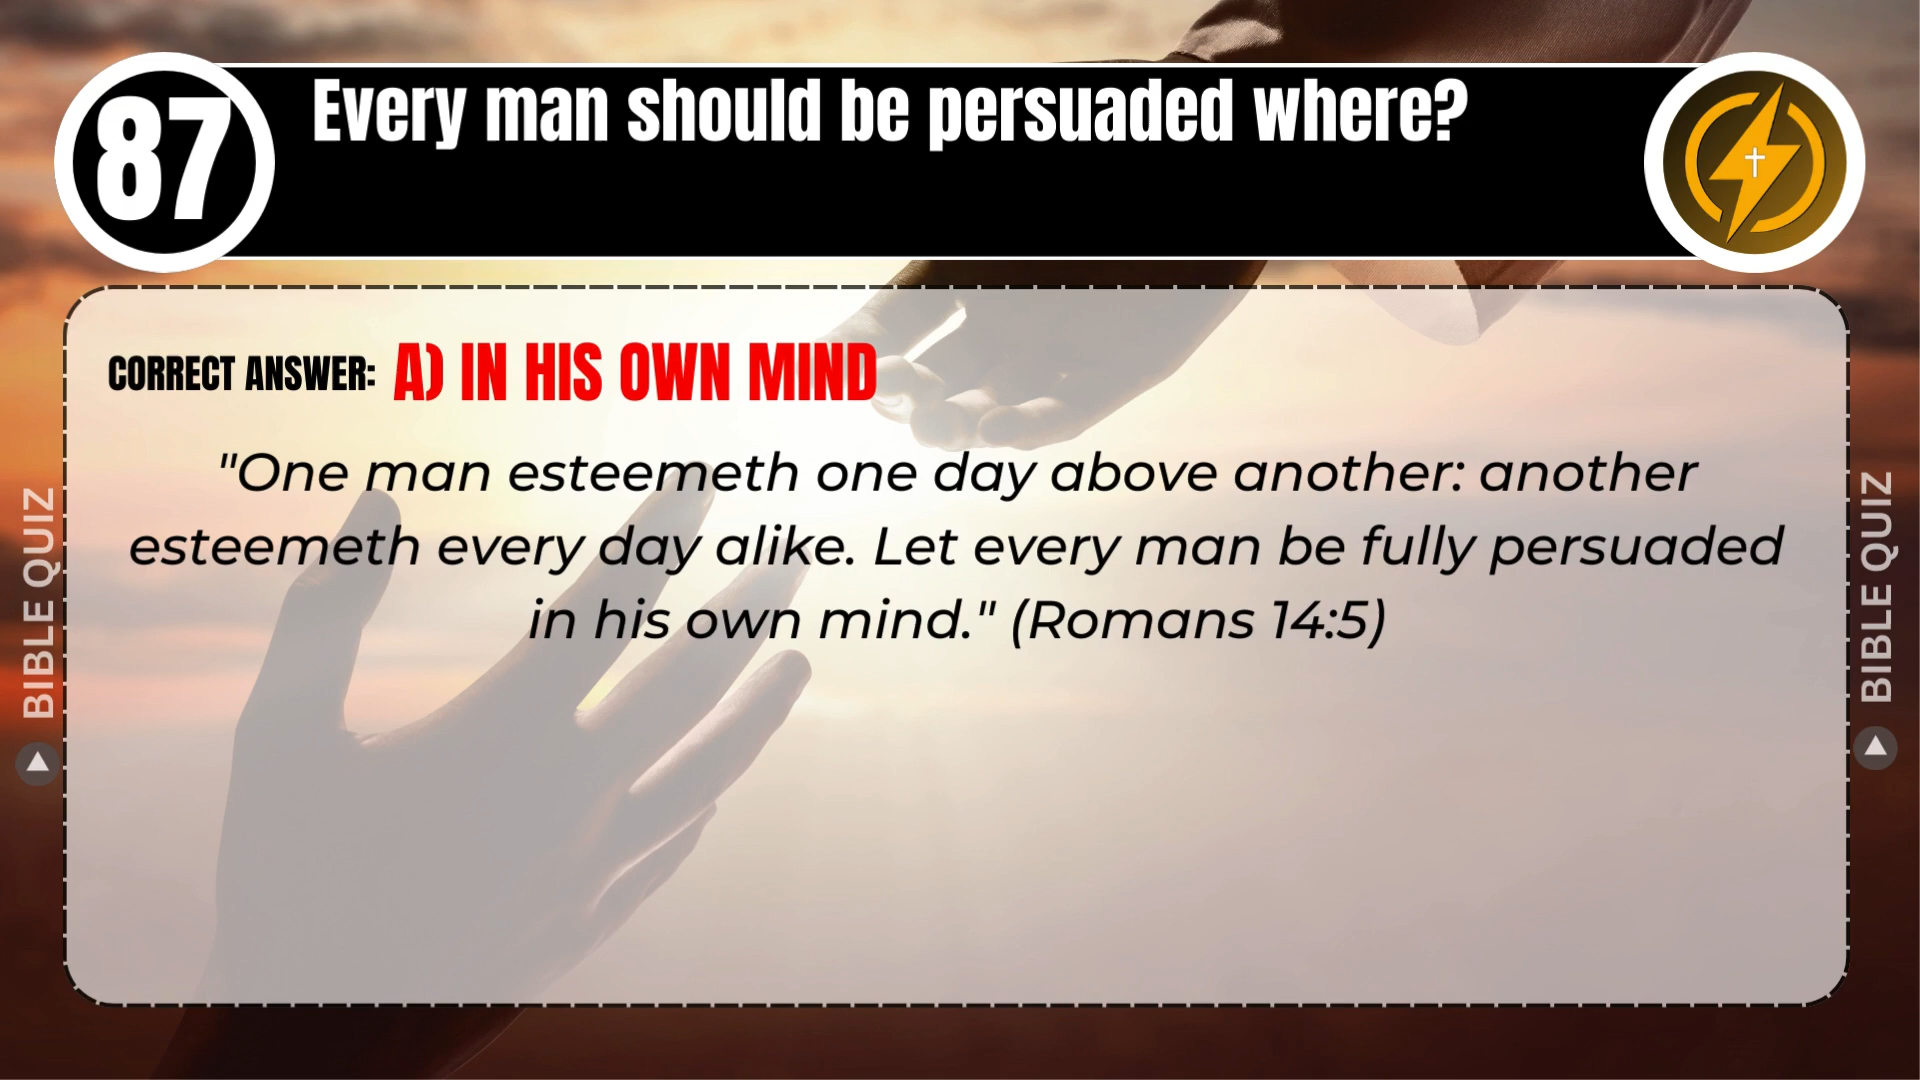 87
Every man should be persuaded where?
CORRECT ANSWER: A) IN HIS OWN MIND
"One man esteemeth one day above another: another
esteemeth every day alike. Let every man be fully persuaded
in his own mind." (Romans 14:5)
BIBLE QUIZ
BIBLE QUIZ